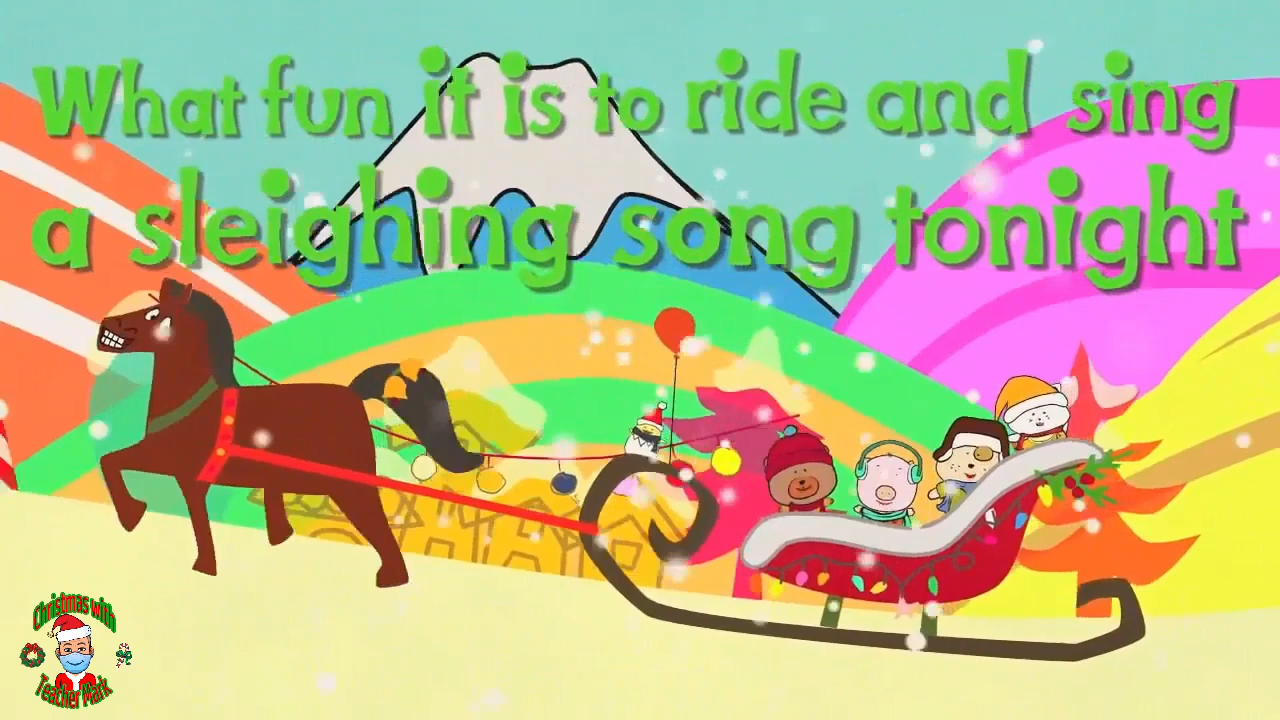 What fun it is to ride and sing
a sleighing song tonight
Christmas with
Teacher Mark